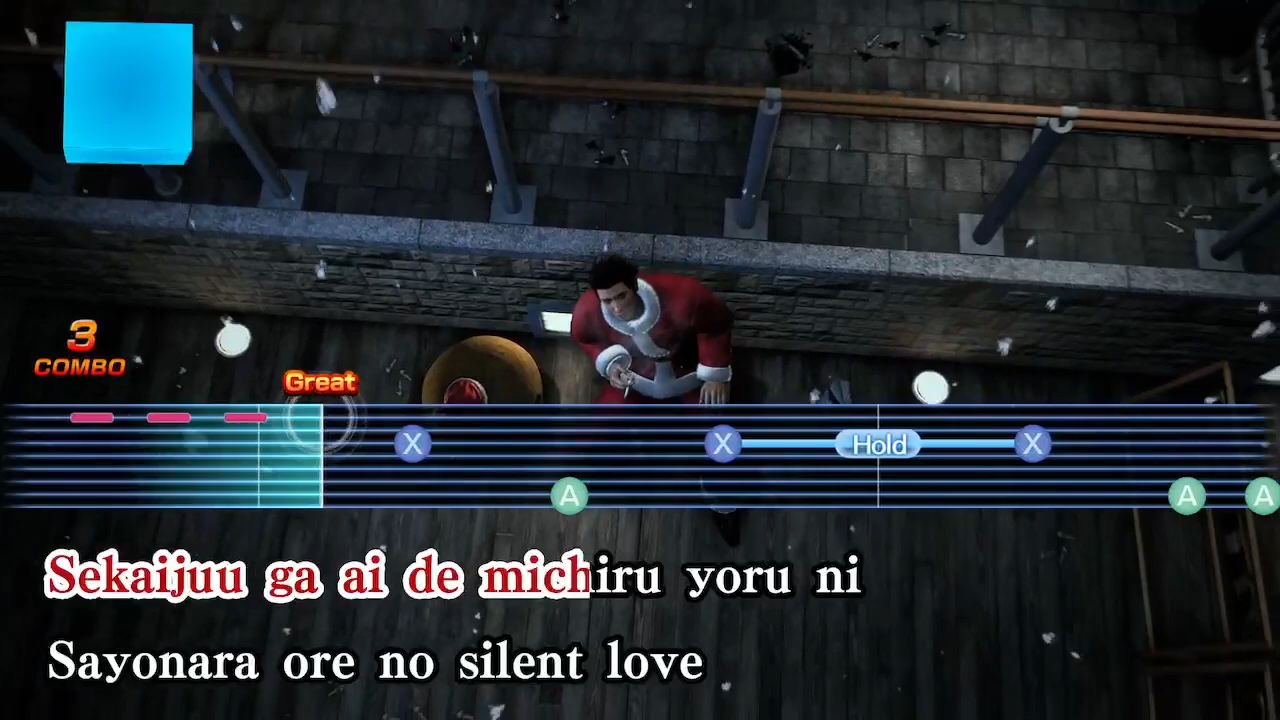 3
COMBO
Great
X X Hold X
A A A
Sekaijuu ga ai de michiru yoru ni
Sayonara ore no silent love